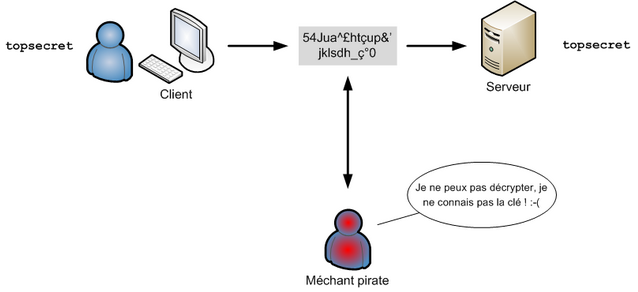 topsecret
54Jua^£htçup&'
jklsdh_ç°0
topsecret
Client
Serveur
Je ne peux pas décrypter, je
ne connais pas la clé ! :-(
Méchant pirate